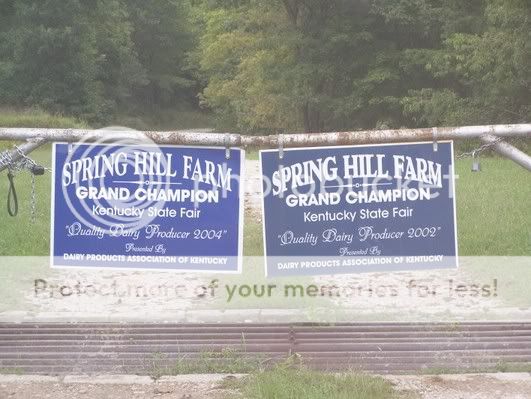 SPRING HILL FARM
GRAND CHAMPION
Kentucky State Fair
"Quality Dairy Producer 2004"
Presented By
DAIRY PRODUCTS ASSOCIATION OF KENTUCKY
SPRING HILL FARM
GRAND CHAMPION
Kentucky State Fair
"Quality Dairy Producer 2002"
Presented By
DAIRY PRODUCTS ASSOCIATION OF KENTUCKY
photobucket
Protect more of your memories for less!